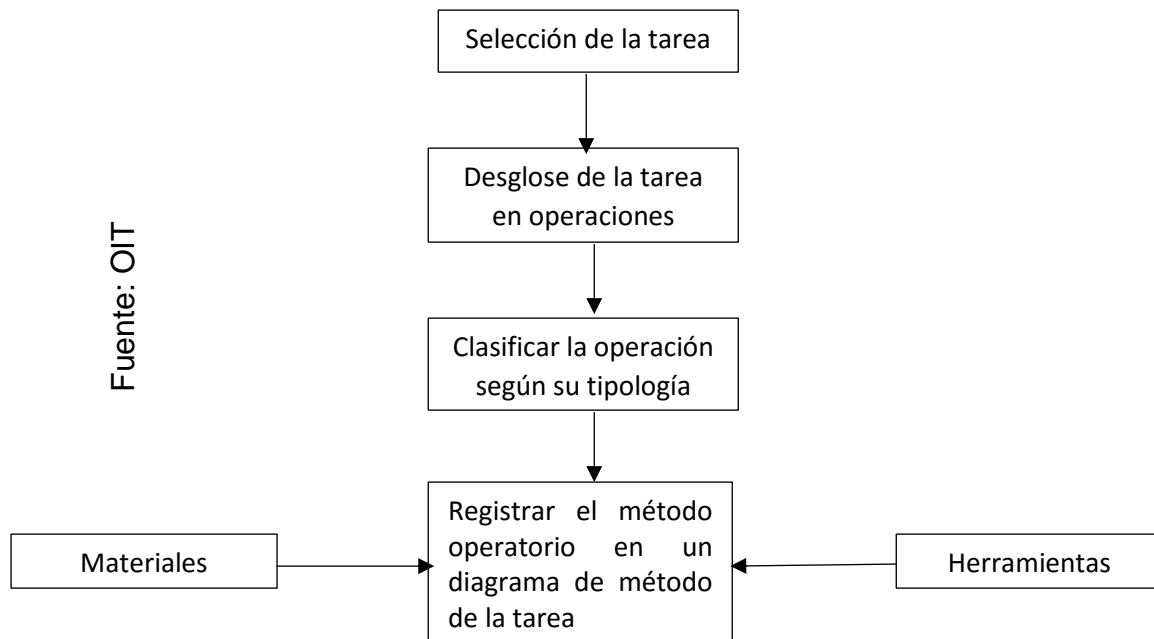 Selección de la tarea
Desglose de la tarea
en operaciones
Fuente: OIT
Clasificar la operación
según su tipología
Registrar el método
operatorio en un
diagrama de método
de la tarea
Materiales
Herramientas